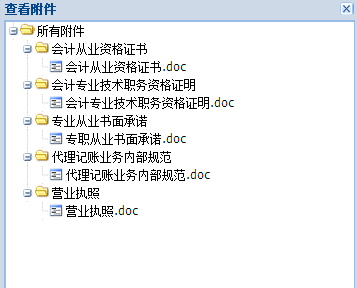 查看附件
所有附件
会计从业资格证书
会计从业资格证书.doc
会计专业技术职务资格证明
会计专业技术职务资格证明.doc
专业从业书面承诺
专职从业书面承诺.doc
代理记账业务内部规范
代理记账业务内部规范.doc
营业执照
营业执照.doc